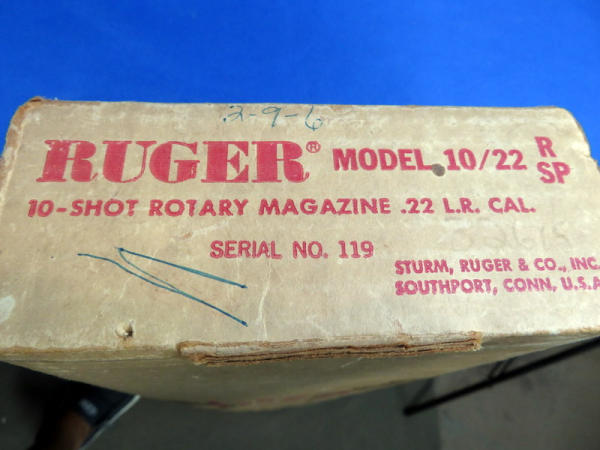 2-9-6
RUGER® MODEL 10/22 R SP
10-SHOT ROTARY MAGAZINE .22 L.R. CAL.
SERIAL NO. 119
STURM, RUGER & CO., INC.
SOUTHPORT, CONN, U.S.A